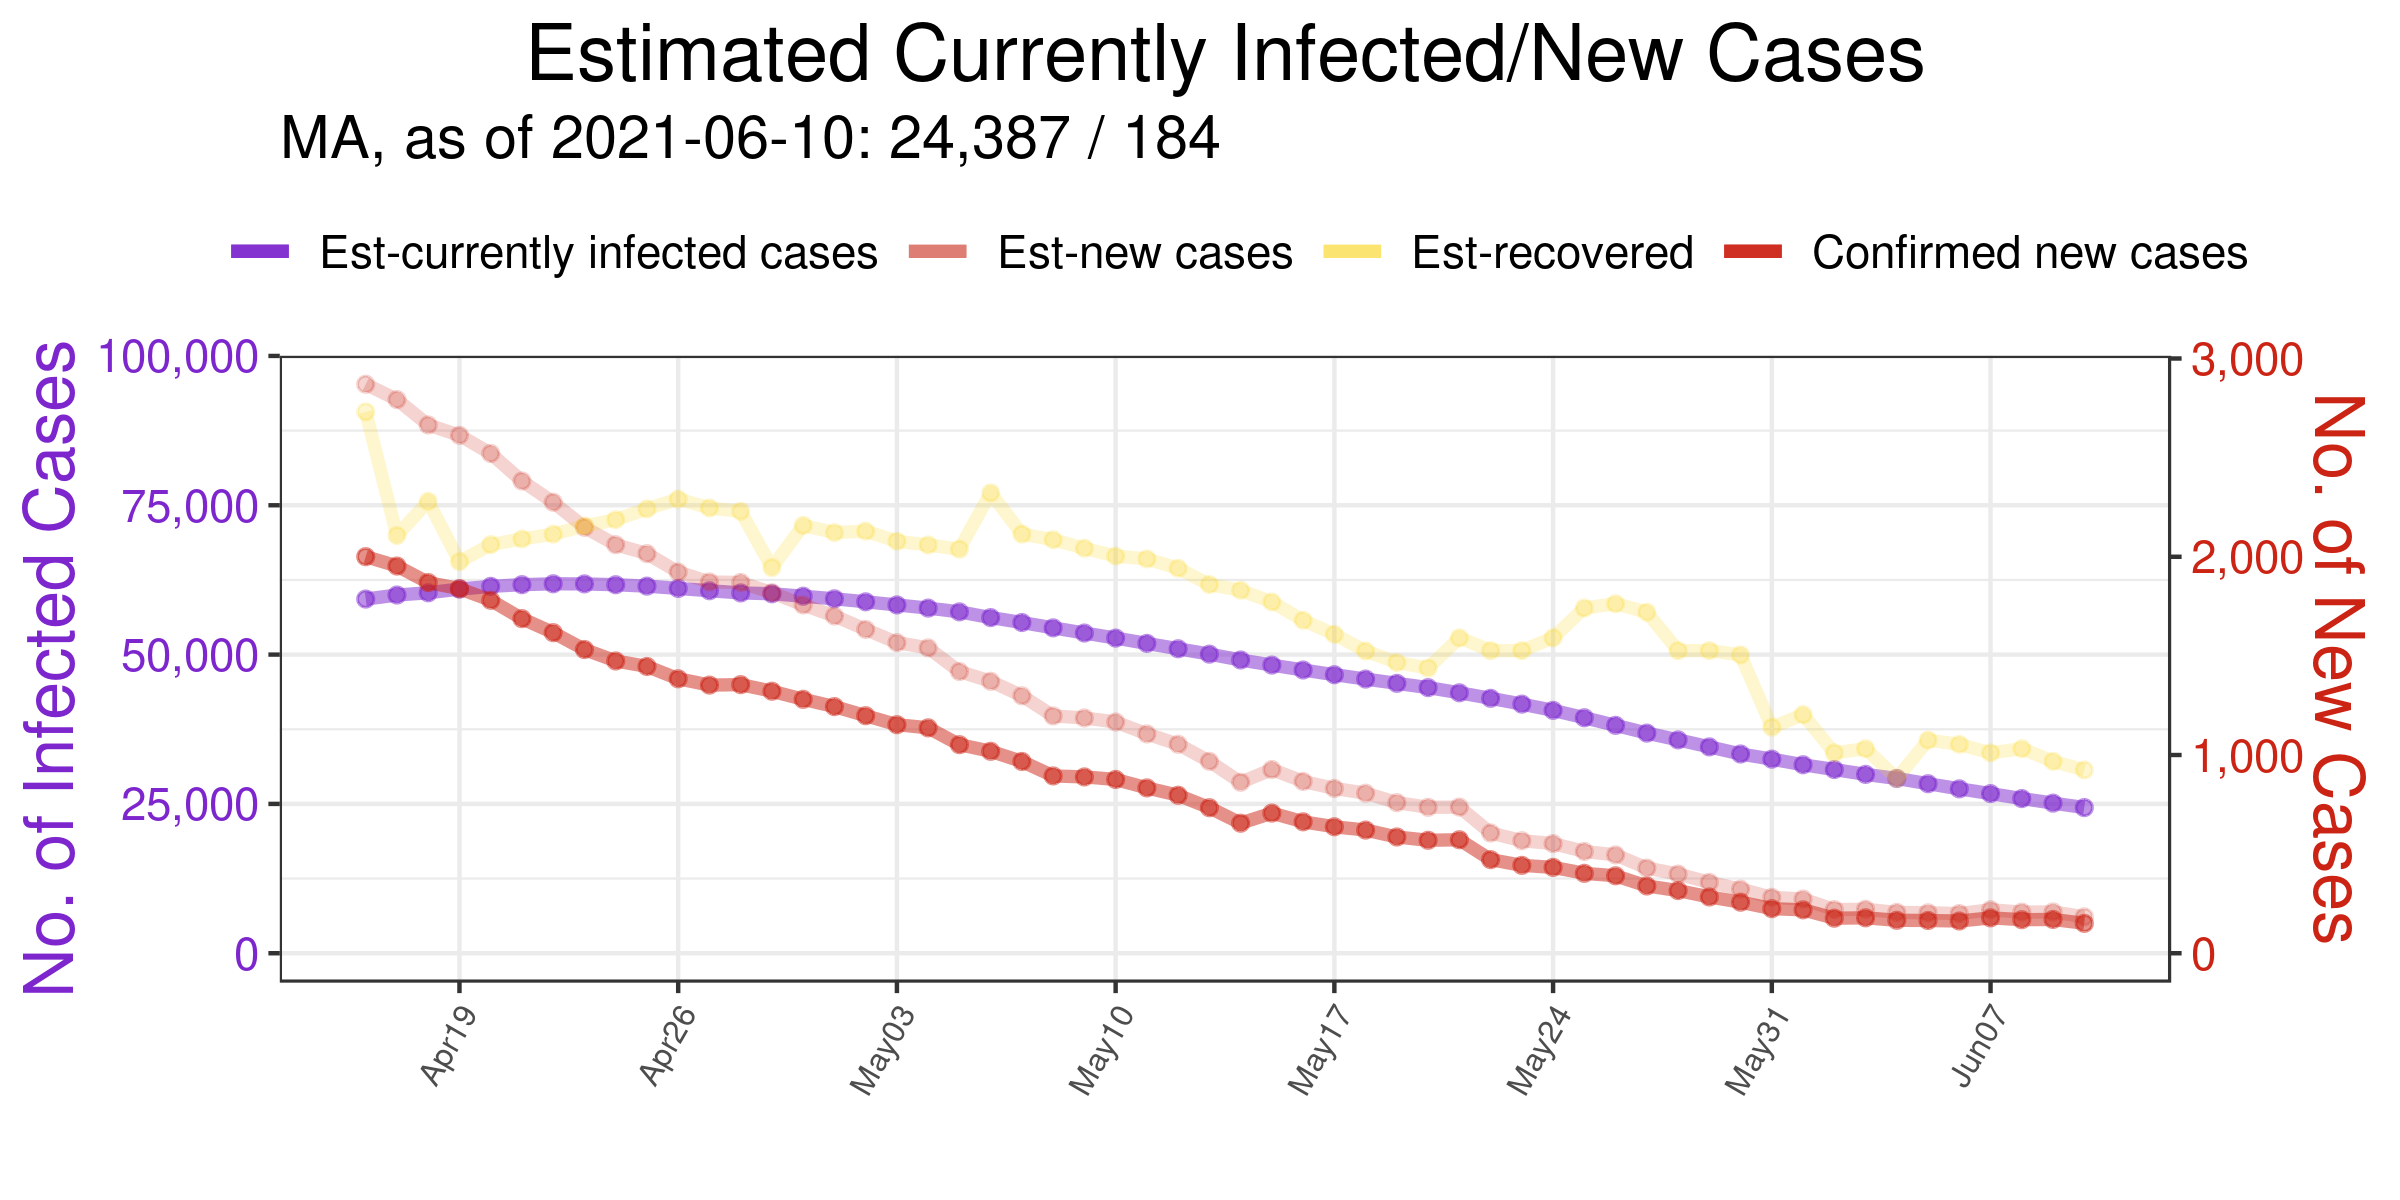 Estimated Currently Infected/New Cases
MA, as of 2021-06-10: 24,387 / 184
Est-currently infected cases Est-new cases Est-recovered Confirmed new cases
No. of Infected Cases
100,000
75,000
50,000
25,000
0
3,000
2,000
1,000
0
No. of New Cases
Apr19 Apr26 May03 May10 May17 May24 May31 Jun07